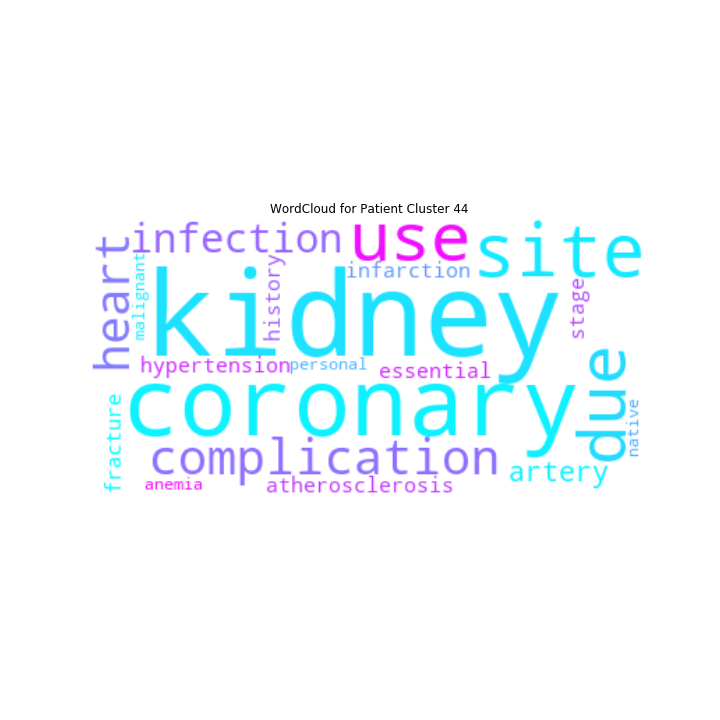 WordCloud for Patient Cluster 44
infection
use
site
heart
malignant
history
infarction
stage
kidney
hypertension
personal
essential
coronary
due
native
fracture
complication
artery
anemia
atherosclerosis